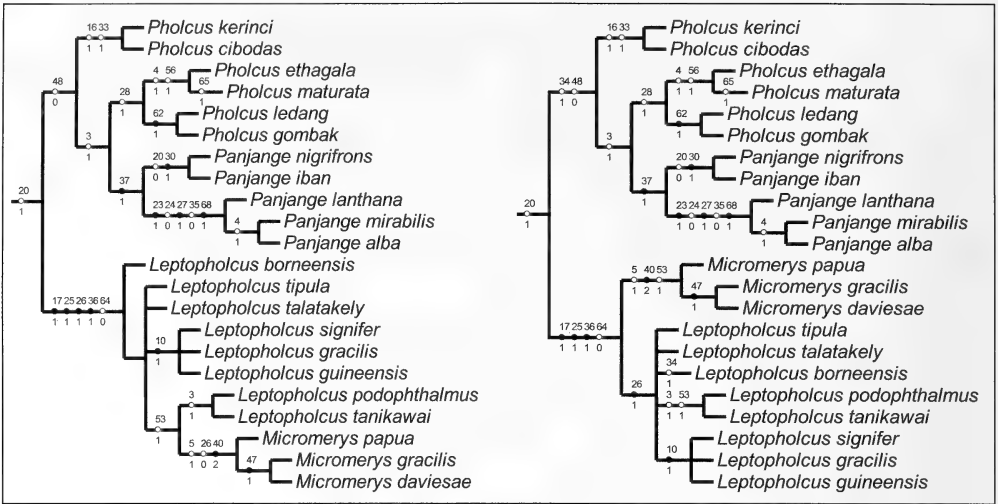 16 33
Pholcus kerinci
1 1
Pholcus cibodas
48
0
4 56
Pholcus ethagala
1 1
65
Pholcus maturata
1
28
1
62
Pholcus ledang
1
Pholcus gombak
3
1
20 30
Panjange nigrifrons
0 1
Panjange iban
37
1
23 24 27 35 68
Panjange lanthana
1 0 1 0 1
4
Panjange mirabilis
1
Panjange alba
20
1
Leptopholcus borneensis
Leptopholcus tipula
17 25 26 36 64
Leptopholcus talatakely
1 1 1 1 0
Leptopholcus signifer
10
Leptopholcus gracilis
1
Leptopholcus guineensis
3
Leptopholcus podophthalmus
1
Leptopholcus tanikawai
53
1
Micromerys papua
5 26 40
1 0 2
47
Micromerys gracilis
1
Micromerys daviesae
16 33
Pholcus kerinci
1 1
Pholcus cibodas
34 48
1 0
4 56
Pholcus ethagala
1 1
65
Pholcus maturata
1
28
1
62
Pholcus ledang
1
Pholcus gombak
3
1
20 30
Panjange nigrifrons
0 1
Panjange iban
37
1
23 24 27 35 68
Panjange lanthana
1 0 1 0 1
4
Panjange mirabilis
1
Panjange alba
20
1
Micromerys papua
5 40 53
1 2 1
47
Micromerys gracilis
1
Micromerys daviesae
17 25 36 64
1 1 1 0
Leptopholcus tipula
Leptopholcus talatakely
34
Leptopholcus borneensis
1
26
1
3 53
Leptopholcus podophthalmus
1 1
Leptopholcus tanikawai
Leptopholcus signifer
10
Leptopholcus gracilis
1
Leptopholcus guineensis